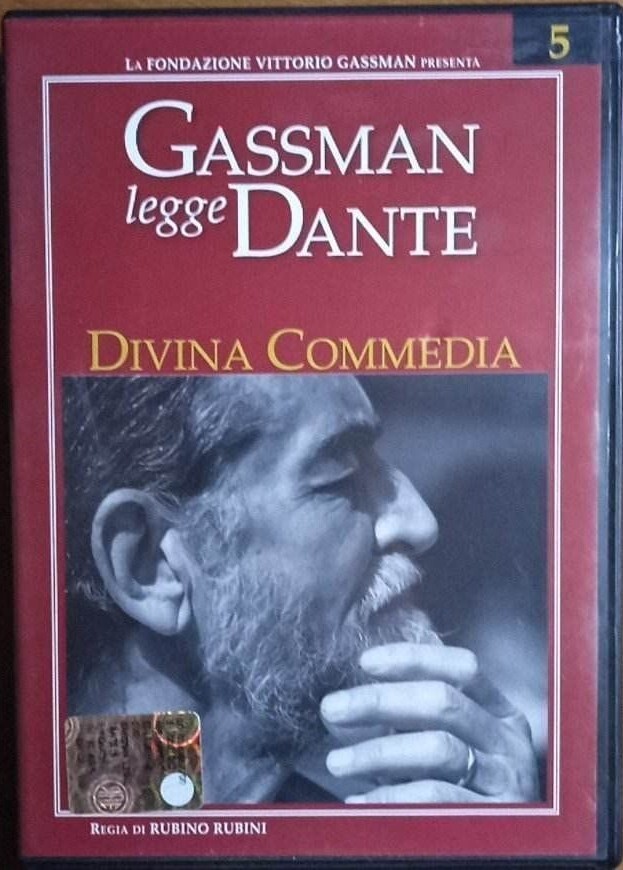 5
LA FONDAZIONE VITTORIO GASSMAN PRESENTA
GASSMAN
legge DANTE
DIVINA COMMEDIA
REGIA DI RUBINO RUBINI